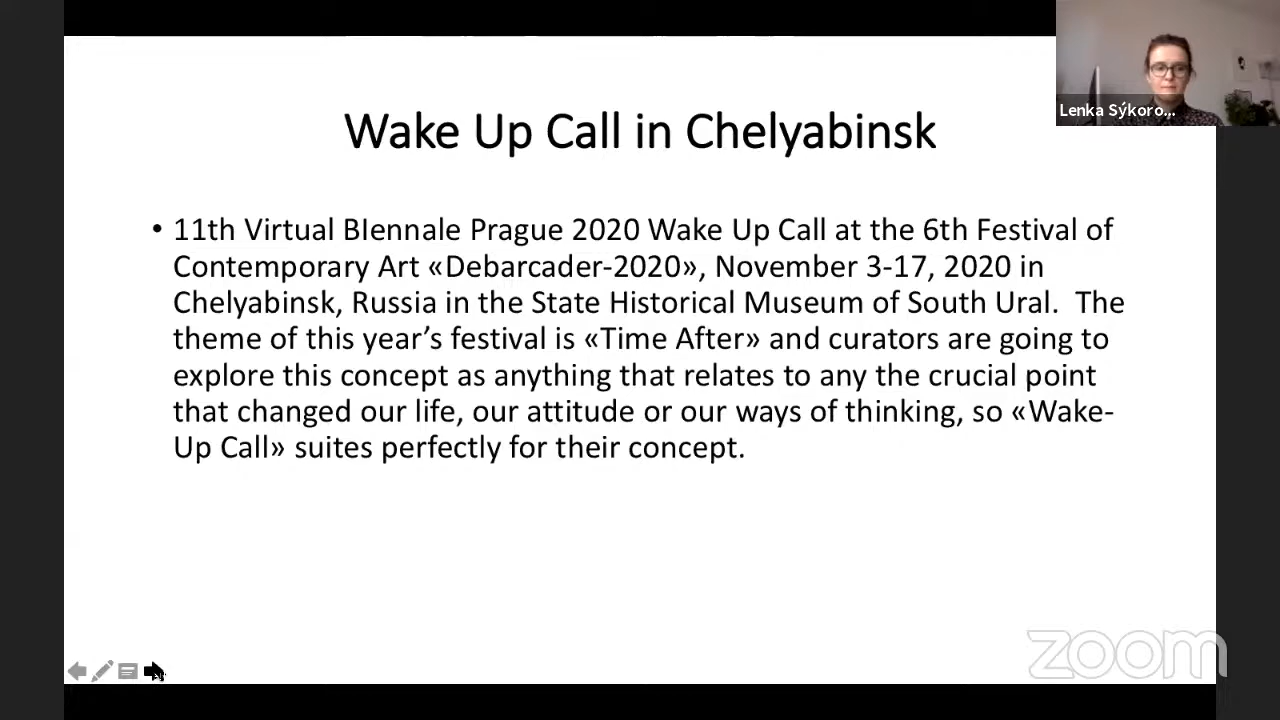 Lenka Sýkoro...
Wake Up Call in Chelyabinsk
• 11th Virtual BIennale Prague 2020 Wake Up Call at the 6th Festival of
Contemporary Art «Debarcader-2020», November 3-17, 2020 in
Chelyabinsk, Russia in the State Historical Museum of South Ural.  The
theme of this year’s festival is «Time After» and curators are going to
explore this concept as anything that relates to any the crucial point
that changed our life, our attitude or our ways of thinking, so «Wake-
Up Call» suites perfectly for their concept.
zoom